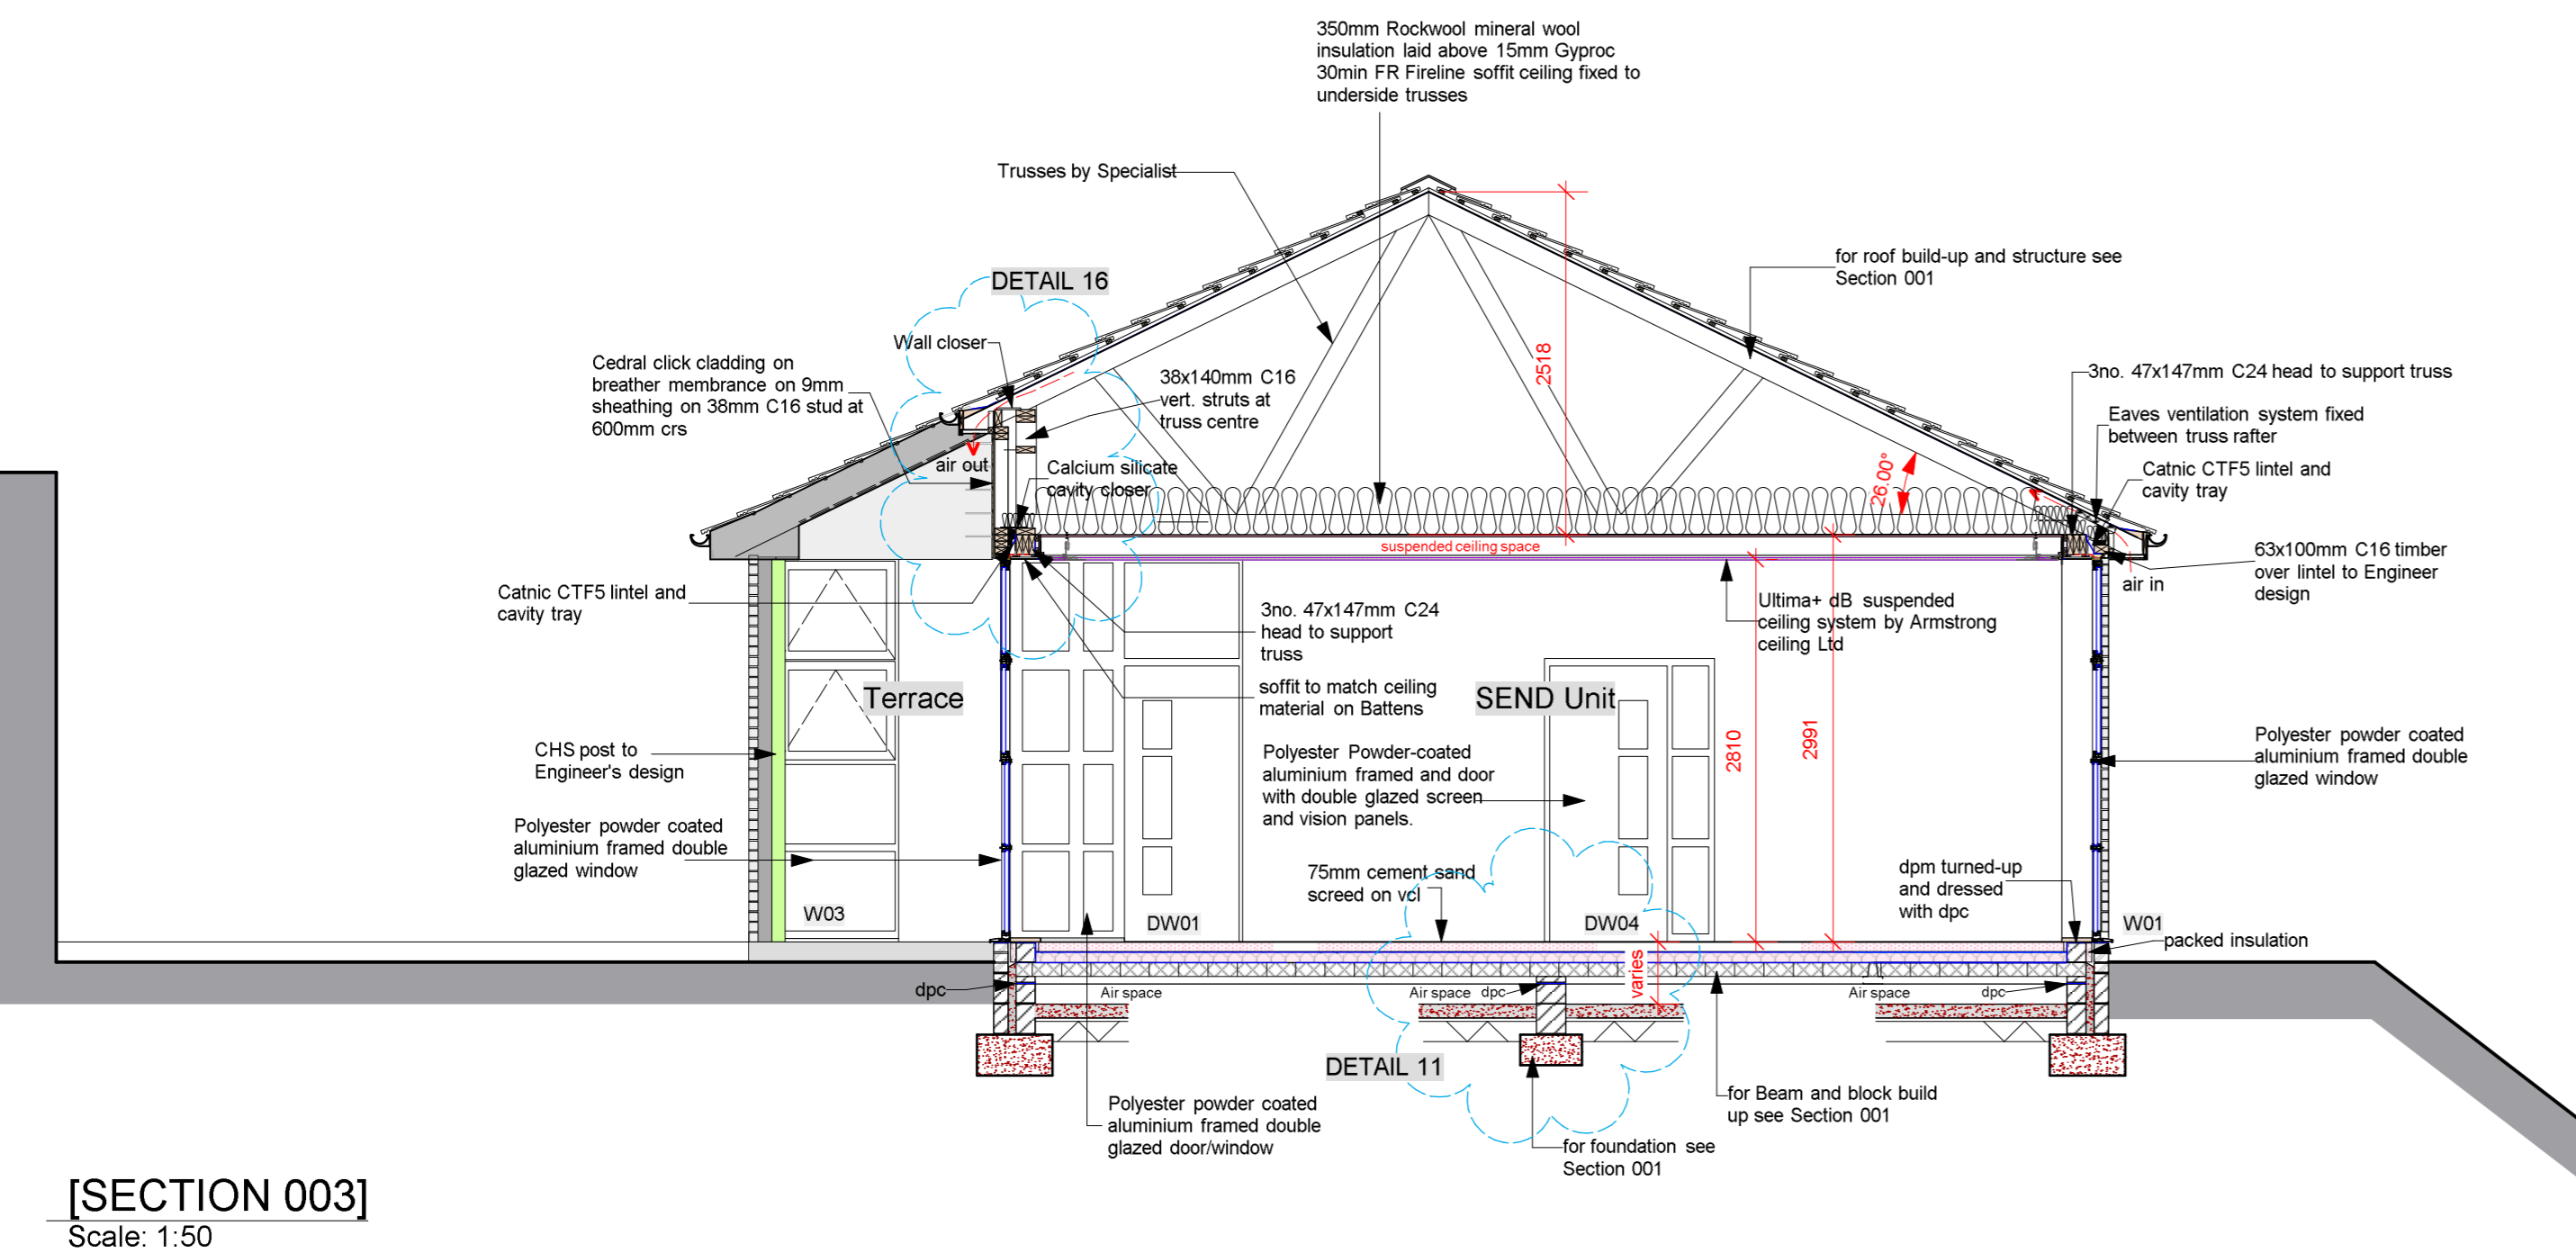 350mm Rockwool mineral wool
insulation laid above 15mm Gyproc
30min FR Fireline soffit ceiling fixed to
underside trusses
Trusses by Specialist
for roof build-up and structure see
Section 001
DETAIL 16
Wall closer
Cedral click cladding on
breather membrance on 9mm
sheathing on 38mm C16 stud at
600mm crs
38x140mm C16
vert. struts at
truss centre
2518
3no. 47x147mm C24 head to support truss
Eaves ventilation system fixed
between truss rafter
air out
Calcium silicate
cavity closer
26.00°
Catnic CTF5 lintel and
cavity tray
suspended ceiling space
63x100mm C16 timber
over lintel to Engineer
design
air in
Catnic CTF5 lintel and
cavity tray
3no. 47x147mm C24
head to support
truss
Ultima+ dB suspended
ceiling system by Armstrong
ceiling Ltd
Terrace
soffit to match ceiling
material on Battens
SEND Unit
CHS post to
Engineer's design
Polyester Powder-coated
aluminium framed and door
with double glazed screen
and vision panels.
2810
2991
Polyester powder coated
aluminium framed double
glazed window
Polyester powder coated
aluminium framed double
glazed window
75mm cement sand
screed on vcl
dpm turned-up
and dressed
with dpc
W03
DW01
DW04
W01
packed insulation
varies
dpc
Air space
Air space
dpc
Air space
dpc
DETAIL 11
Polyester powder coated
aluminium framed double
glazed door/window
for Beam and block build
up see Section 001
for foundation see
Section 001
[SECTION 003]
Scale: 1:50